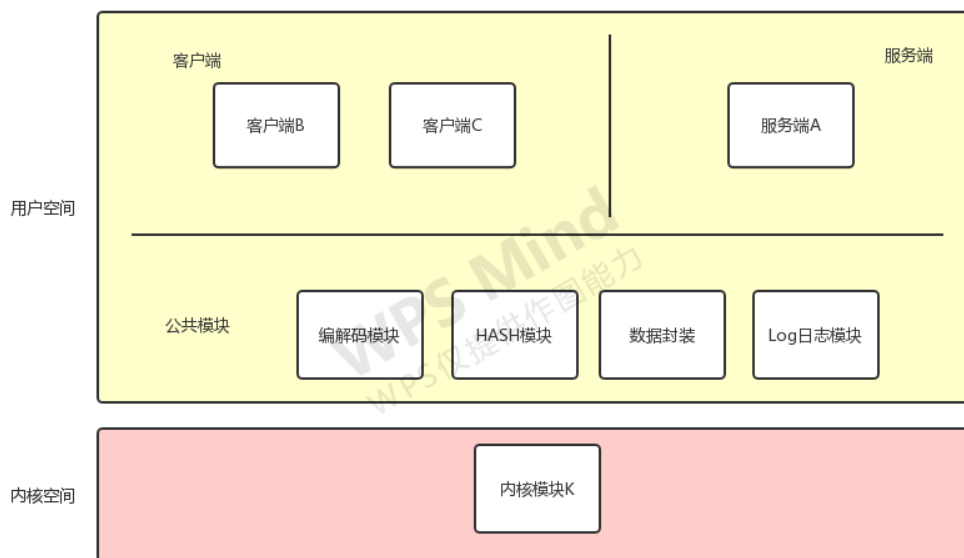 客户端
服务端
客户端B
客户端C
服务端A
用户空间
WPS Mind
WPS仅提供作图能力
公共模块
编解码模块
HASH模块
数据封装
Log日志模块
内核空间
内核模块K